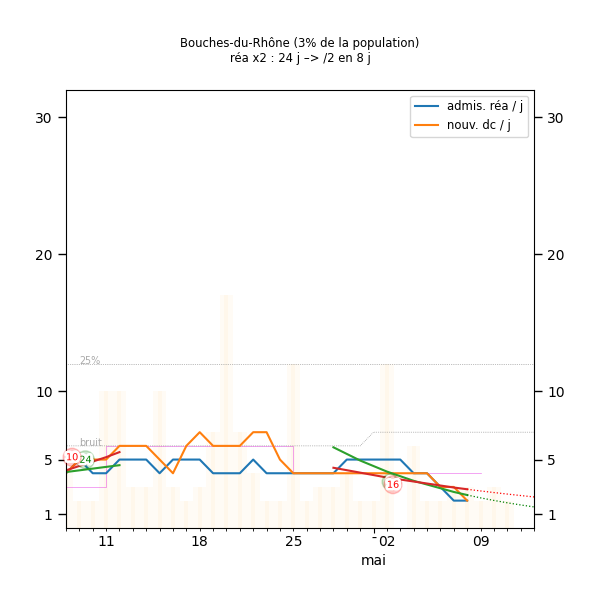 Bouches-du-Rhône (3% de la population)
réa x2 : 24 j –> /2 en 8 j
admis. réa / j
nouv. dc / j
30 30
20 20
25%
10 10
bruit
10 24
5 5
-16
1 1
11 18 25 02 09
mai